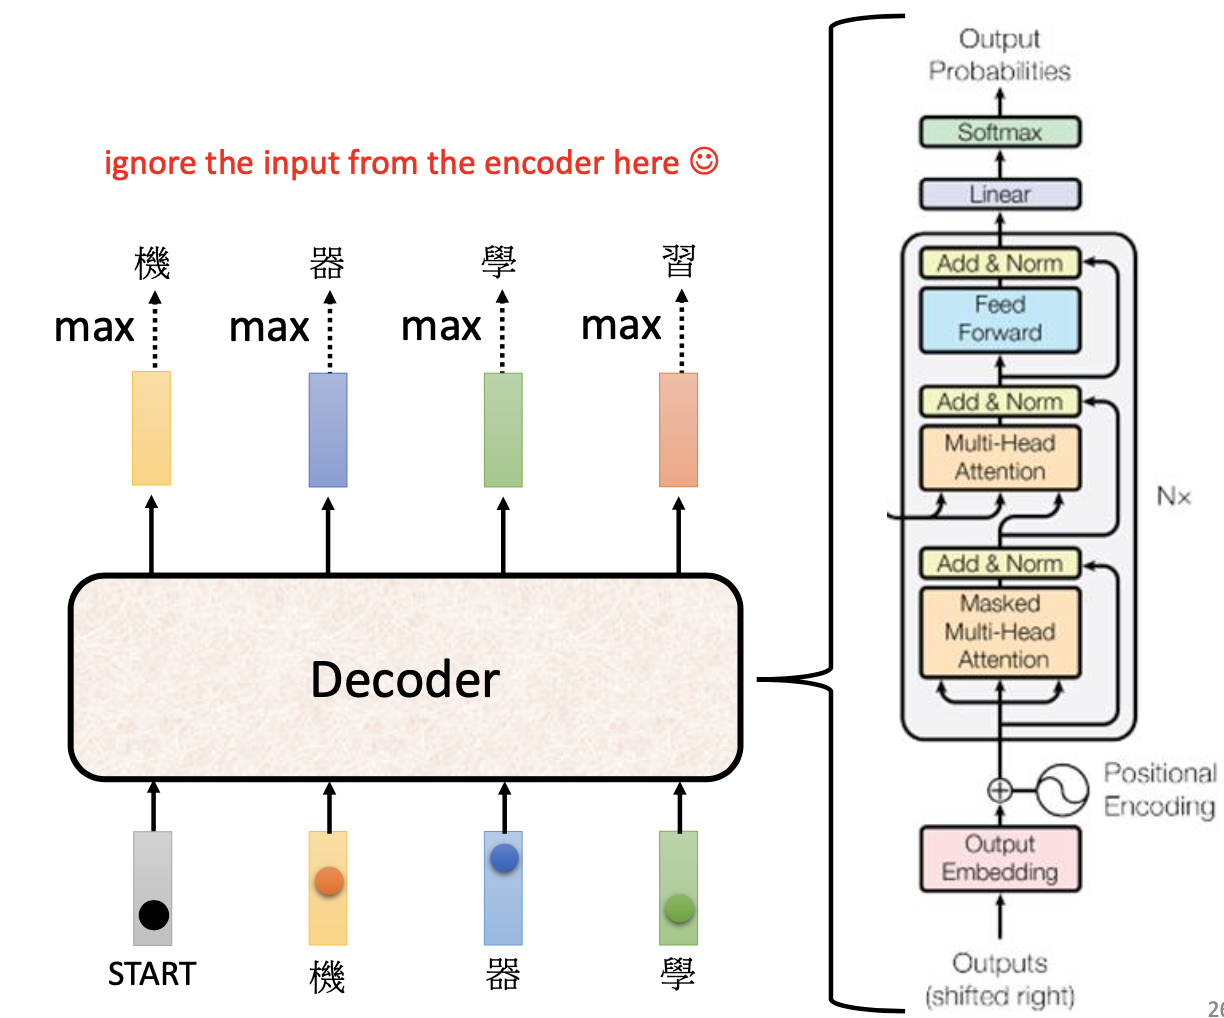 ignore the input from the encoder here ☺
機 器 學 習
max max max max
Decoder
START 機 器 學
Output
Probabilities
Softmax
Linear
Add & Norm
Feed
Forward
Add & Norm
Multi-Head
Attention
N×
Add & Norm
Masked
Multi-Head
Attention
Positional
Encoding
Output
Embedding
Outputs
(shifted right)
26